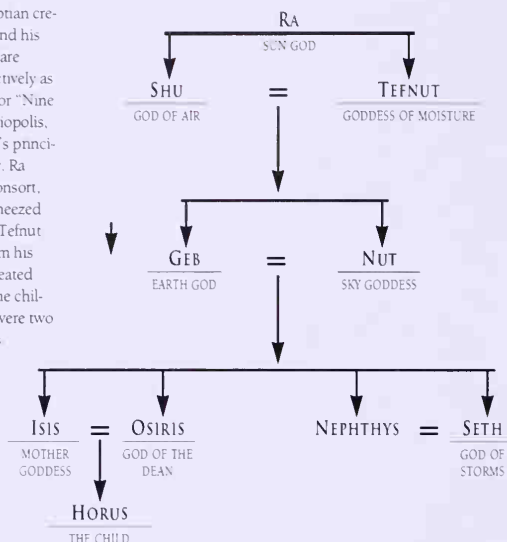 ptian cre-
nd his
are
tively as
or "Nine
iopolis,
's princi-
. Ra
onsort,
neezed
Tefnut
m his
eated
ne chil-
were two
RA
SUN GOD
SHU = TEFNUT
GOD OF AIR GODDESS OF MOISTURE
GEB = NUT
EARTH GOD SKY GODDESS
ISIS = OSIRIS NEPHTHYS = SETH
MOTHER GODDESS GOD OF THE DEAN GOD OF STORMS
HORUS
THE CHILD